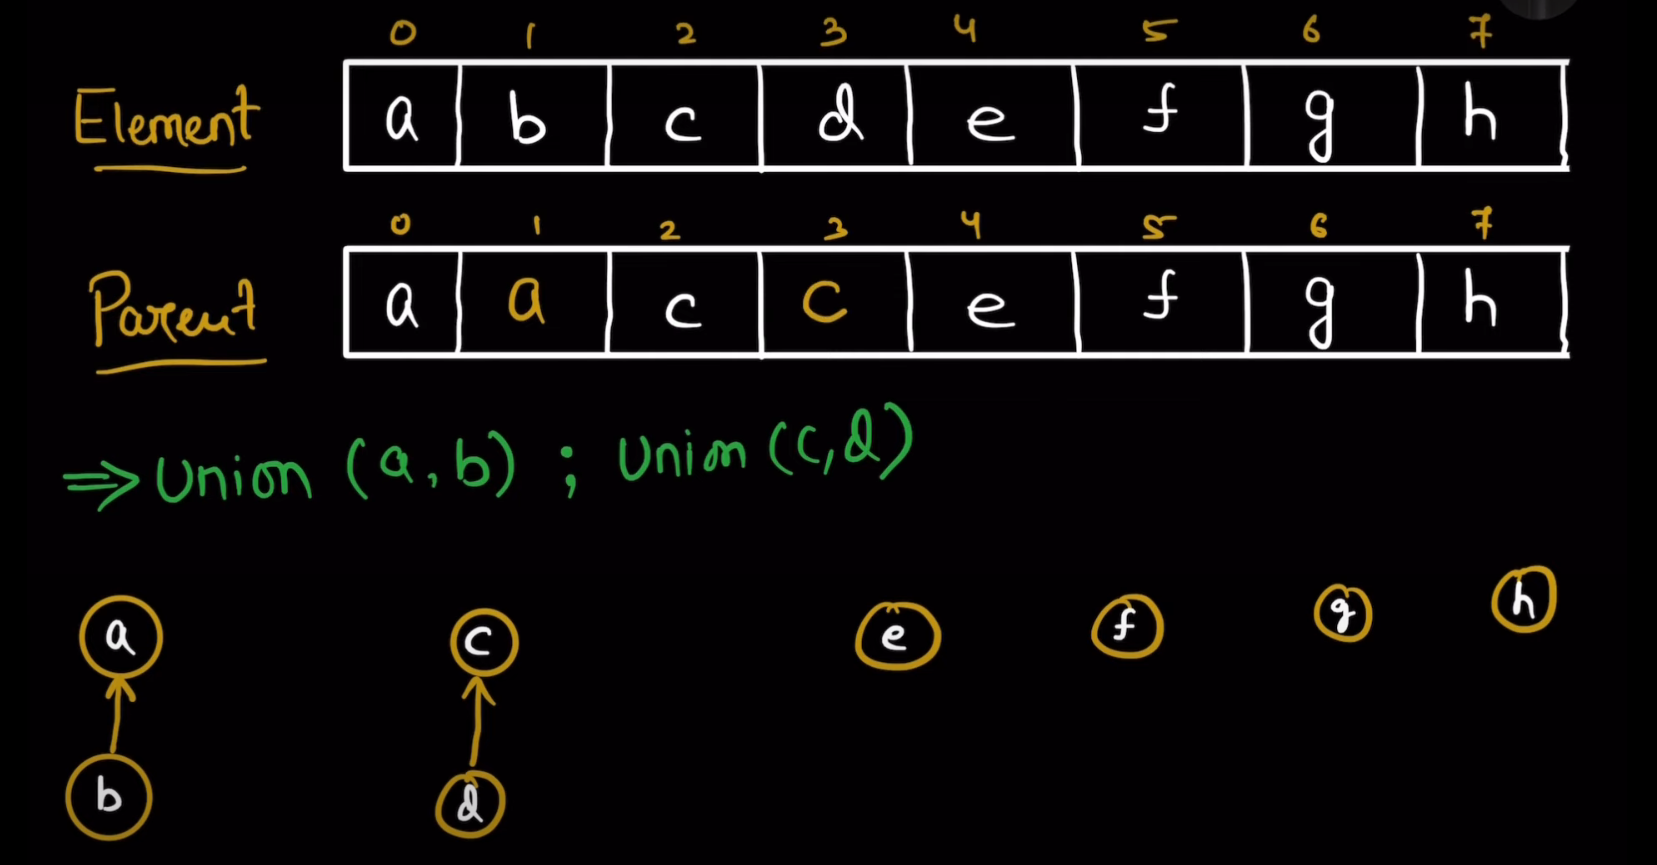 0 1 2 3 4 5 6 7
Element a b c d e f g h
0 1 2 3 4 5 6 7
Parent a a c c e f g h
⇒ Union (a, b) ; Union (c, d)
a c e f g h
b d